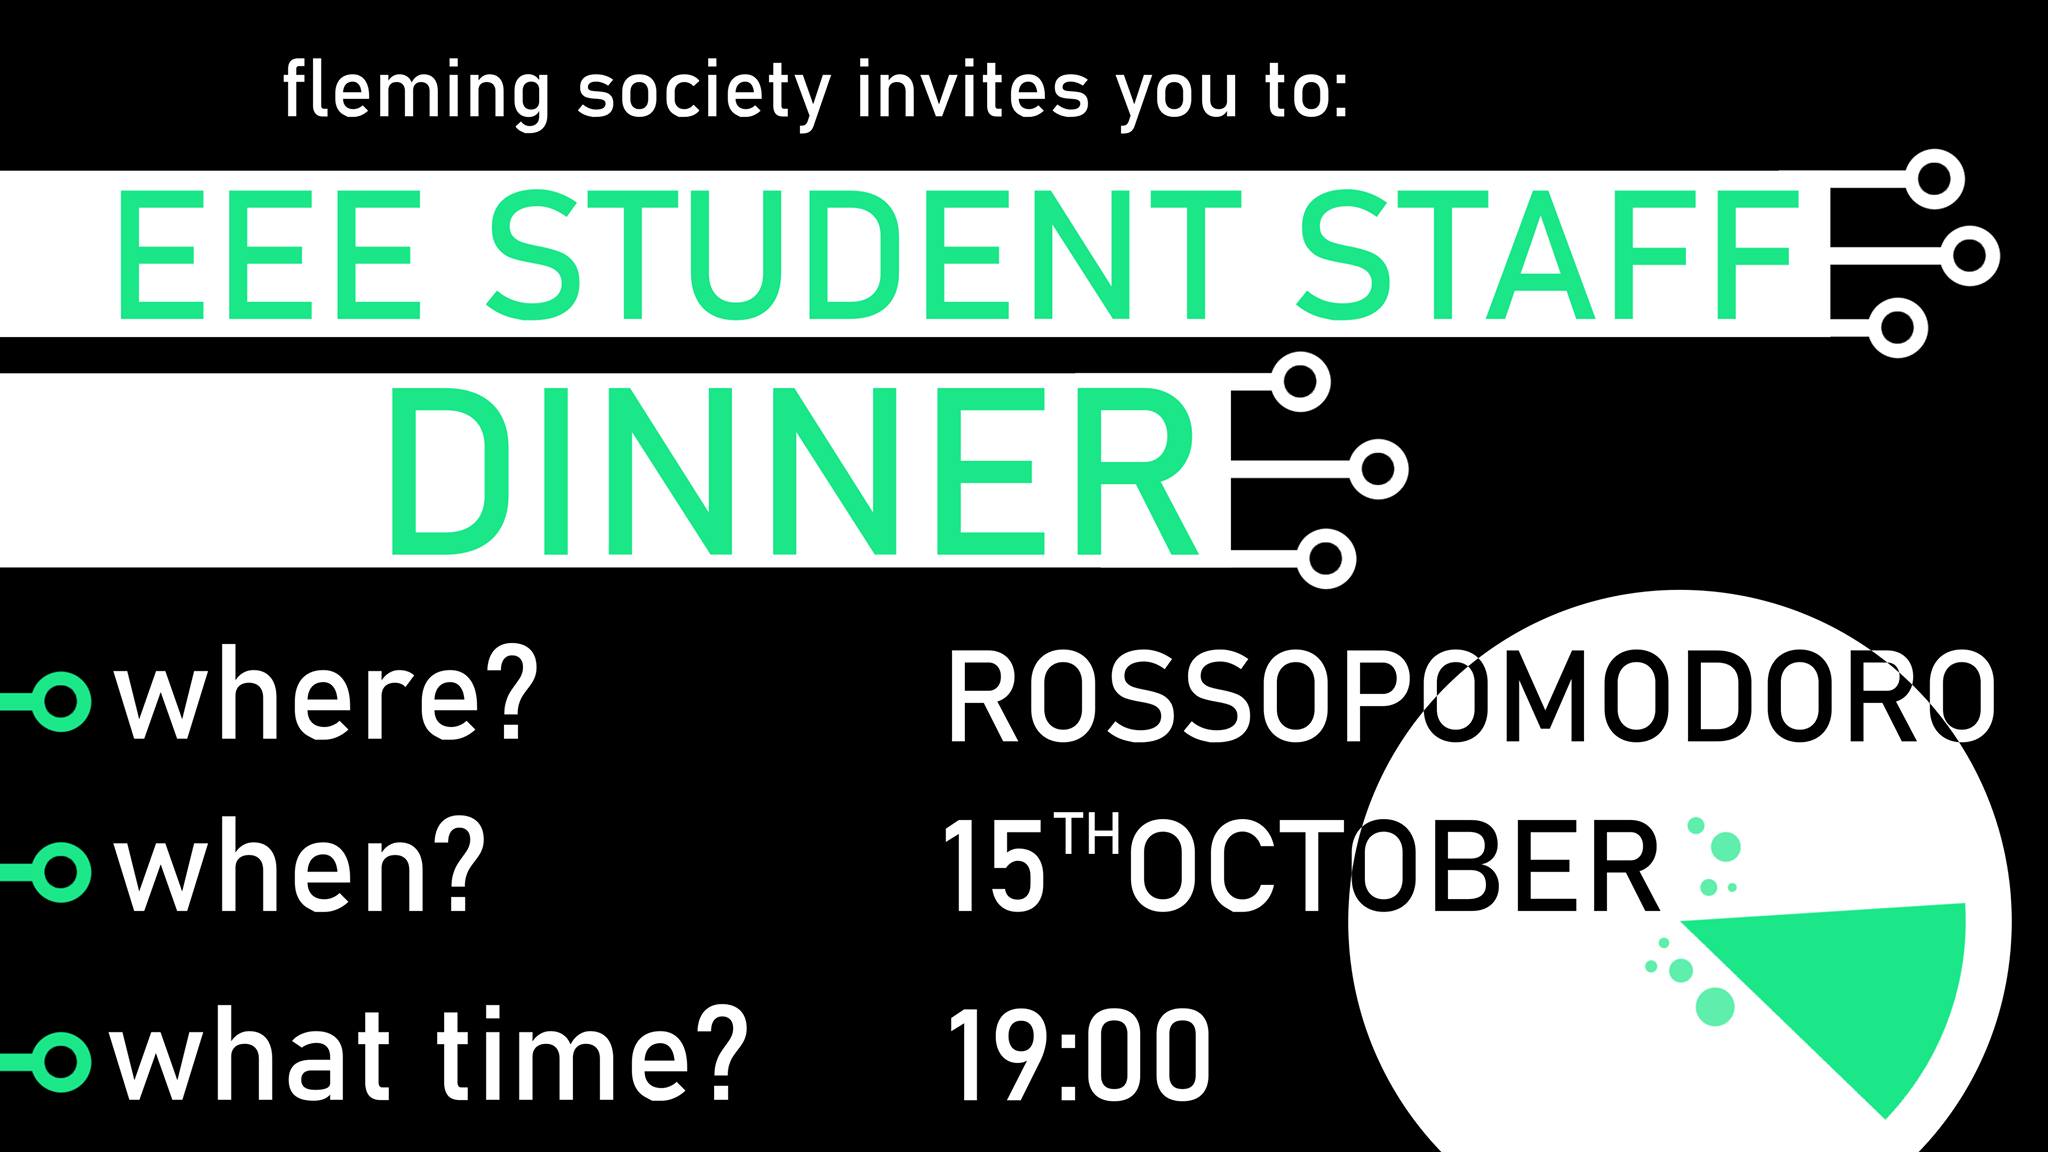 fleming society invites you to:
EEE STUDENT STAFF
DINNER
where? ROSSOPOMODORO
when? 15TH OCTOBER
what time? 19:00